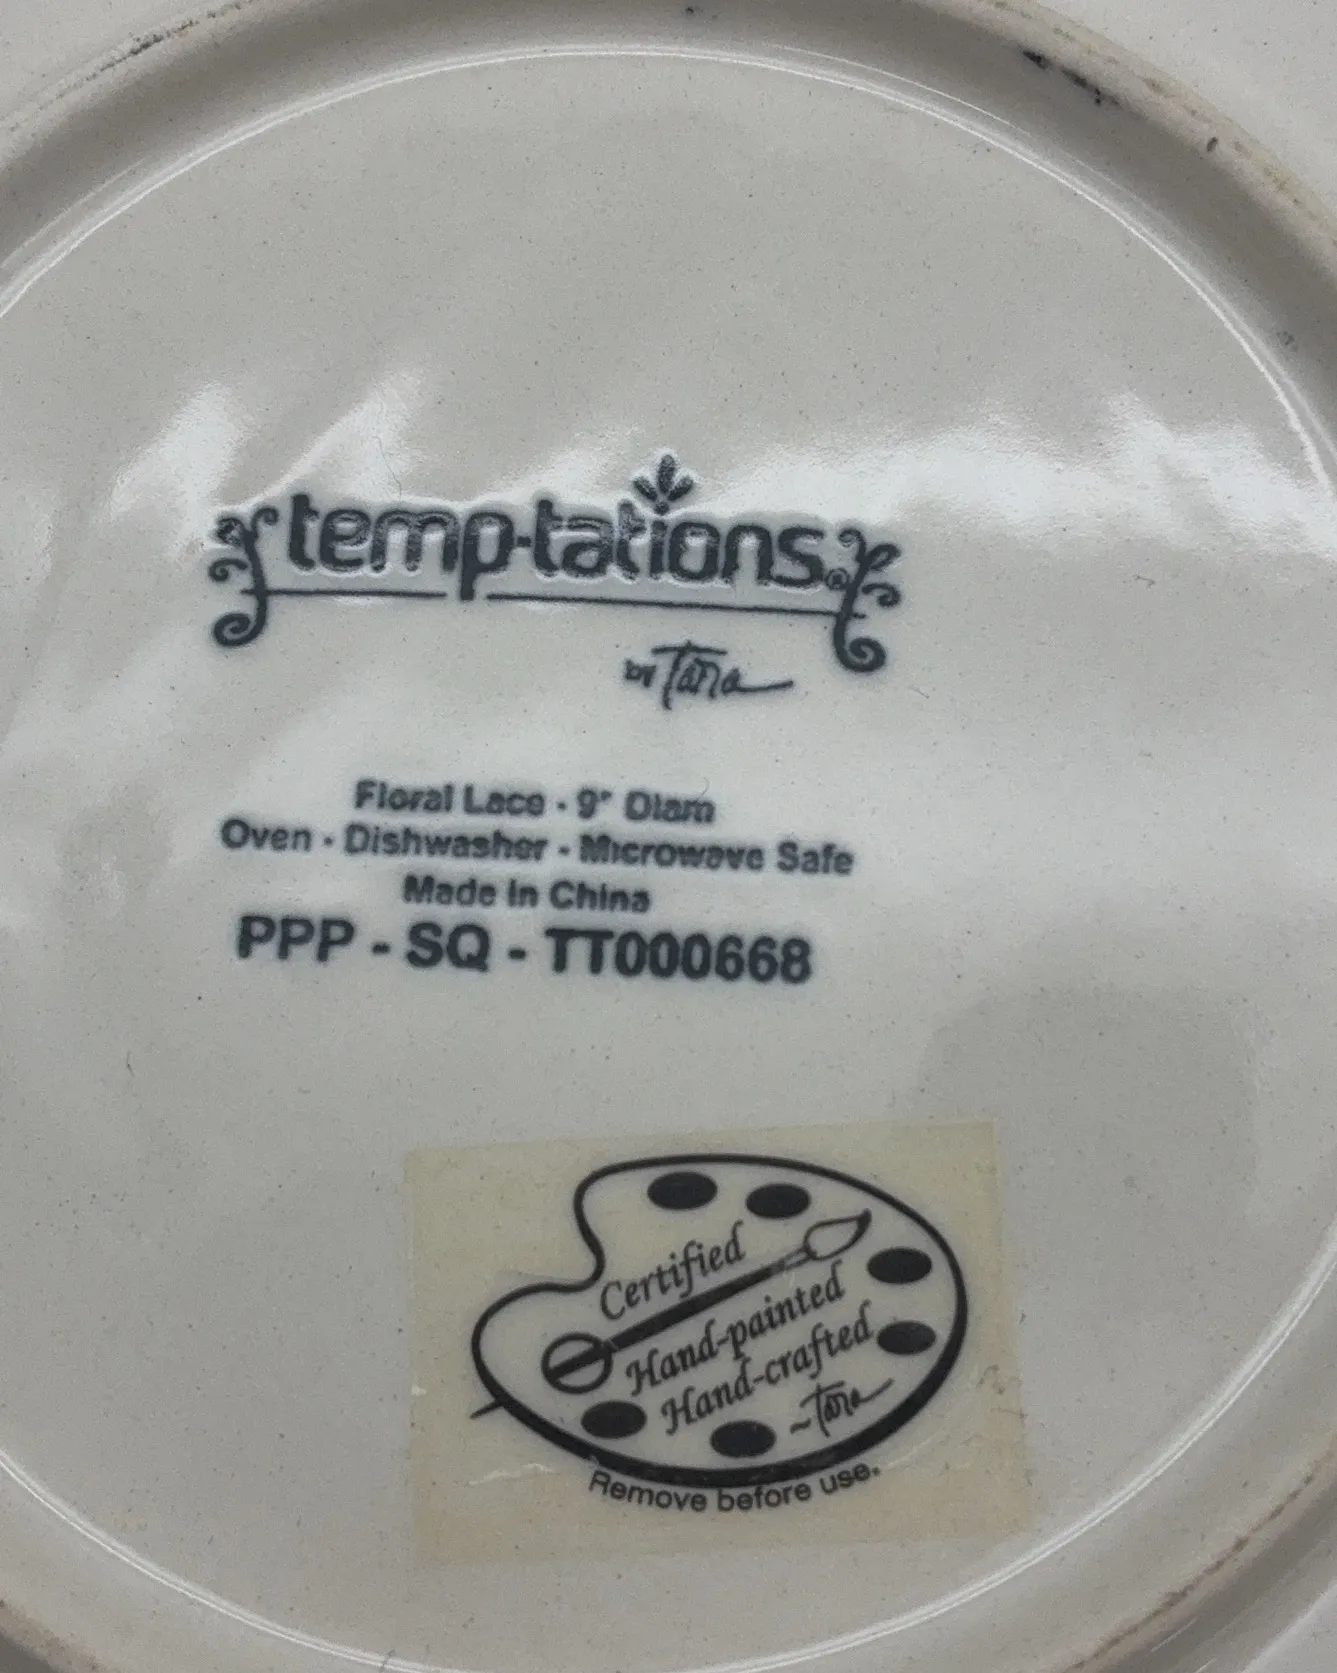 temp-tations®
by Tara
Floral Lace - 9" Diam
Oven - Dishwasher - Microwave Safe
Made in China
PPP - SQ - TT000668
Certified
Hand-painted
Hand-crafted
~Tara
Remove before use.